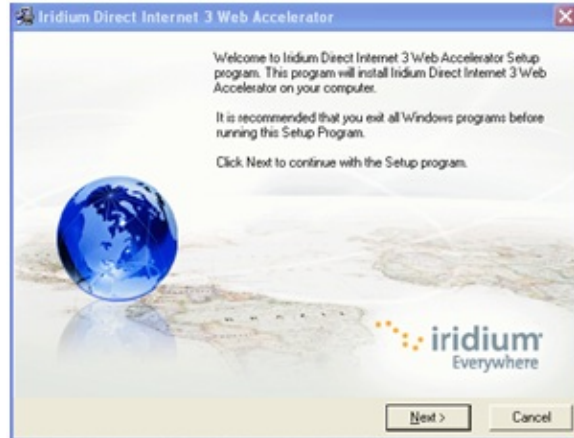 Iridium Direct Internet 3 Web Accelerator
Welcome to Iridium Direct Internet 3 Web Accelerator Setup
program. This program will install Iridium Direct Internet 3 Web
Accelerator on your computer.
It is recommended that you exit all Windows programs before
running this Setup Program.
Click Next to continue with the Setup program.
iridium
Everywhere
Next >
Cancel